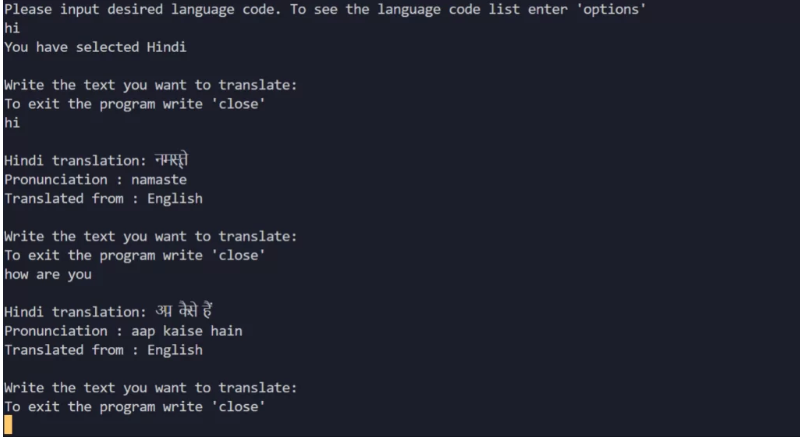 Please input desired language code. To see the language code list enter 'options'
hi
You have selected Hindi
Write the text you want to translate:
To exit the program write 'close'
hi
Hindi translation: नमस्ते
Pronunciation : namaste
Translated from : English
Write the text you want to translate:
To exit the program write 'close'
how are you
Hindi translation: आप कैसे हैं
Pronunciation : aap kaise hain
Translated from : English
Write the text you want to translate:
To exit the program write 'close'